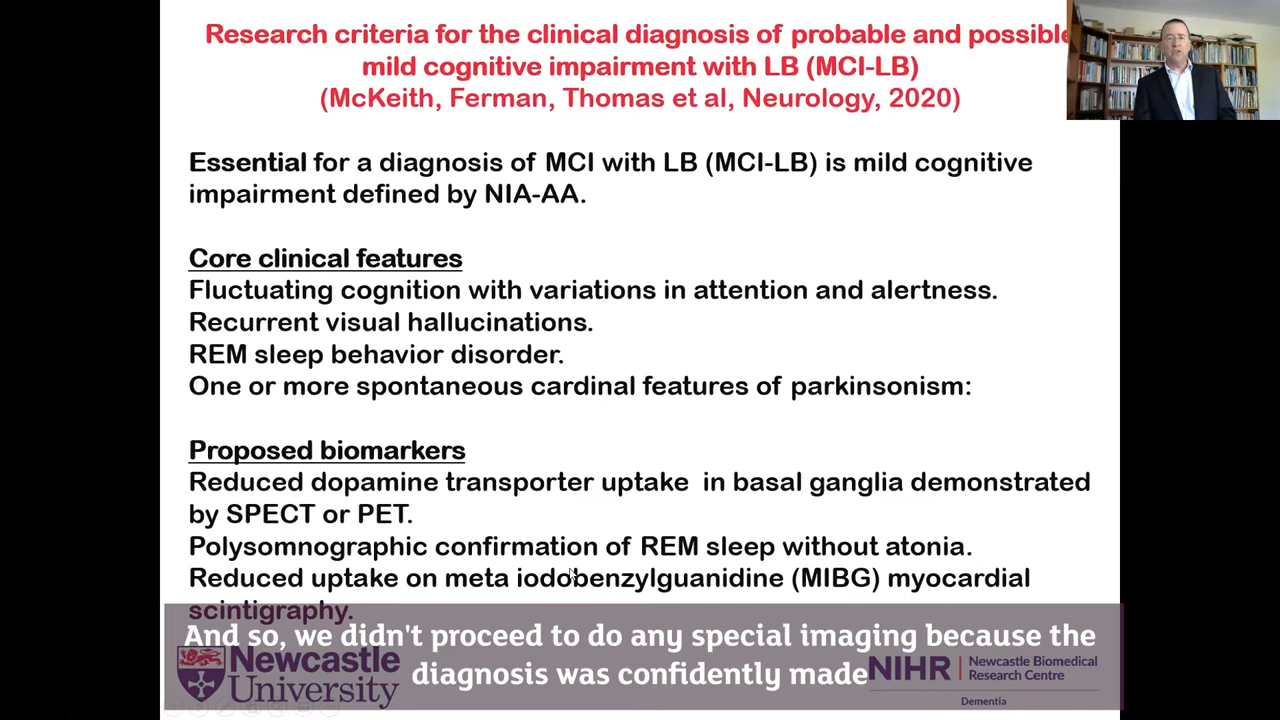 Research criteria for the clinical diagnosis of probable and possible
mild cognitive impairment with LB (MCI-LB)
(McKeith, Ferman, Thomas et al, Neurology, 2020)
Essential for a diagnosis of MCI with LB (MCI-LB) is mild cognitive
impairment defined by NIA-AA.
Core clinical features
Fluctuating cognition with variations in attention and alertness.
Recurrent visual hallucinations.
REM sleep behavior disorder.
One or more spontaneous cardinal features of parkinsonism:
Proposed biomarkers
Reduced dopamine transporter uptake in basal ganglia demonstrated
by SPECT or PET.
Polysomnographic confirmation of REM sleep without atonia.
Reduced uptake on meta iodobenzylguanidine (MIBG) myocardial
scintigraphy.
And so, we didn't proceed to do any special imaging because the
diagnosis was confidently made
Newcastle
University
NIHR | Newcastle Biomedical
Research Centre
Dementia